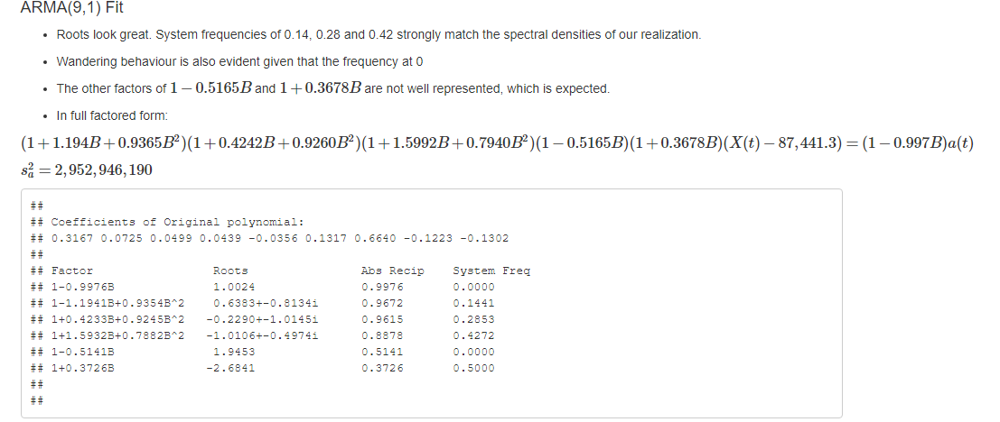 ARMA(9,1) Fit
• Roots look great. System frequencies of 0.14, 0.28 and 0.42 strongly match the spectral densities of our realization.
• Wandering behaviour is also evident given that the frequency at 0
• The other factors of 1 − 0.5165B and 1 + 0.3678B are not well represented, which is expected.
• In full factored form:
(1 + 1.194B + 0.9365B²)(1 + 0.4242B + 0.9260B²)(1 + 1.5992B + 0.7940B²)(1 − 0.5165B)(1 + 0.3678B)(X(t) − 87,441.3) = (1 − 0.997B)a(t)
s²ₐ = 2,952,946,190
##
## Coefficients of Original polynomial:
## 0.3167 0.0725 0.0499 0.0439 -0.0356 0.1317 0.6640 -0.1223 -0.1302
##
## Factor Roots Abs Recip System Freq
## 1-0.9976B 1.0024 0.9976 0.0000
## 1-1.1941B+0.9354B^2 0.6383+-0.8134i 0.9672 0.1441
## 1+0.4233B+0.9245B^2 -0.2290+-1.0145i 0.9615 0.2853
## 1+1.5932B+0.7882B^2 -1.0106+-0.4974i 0.8878 0.4272
## 1-0.5141B 1.9453 0.5141 0.0000
## 1+0.3726B -2.6841 0.3726 0.5000
##
##